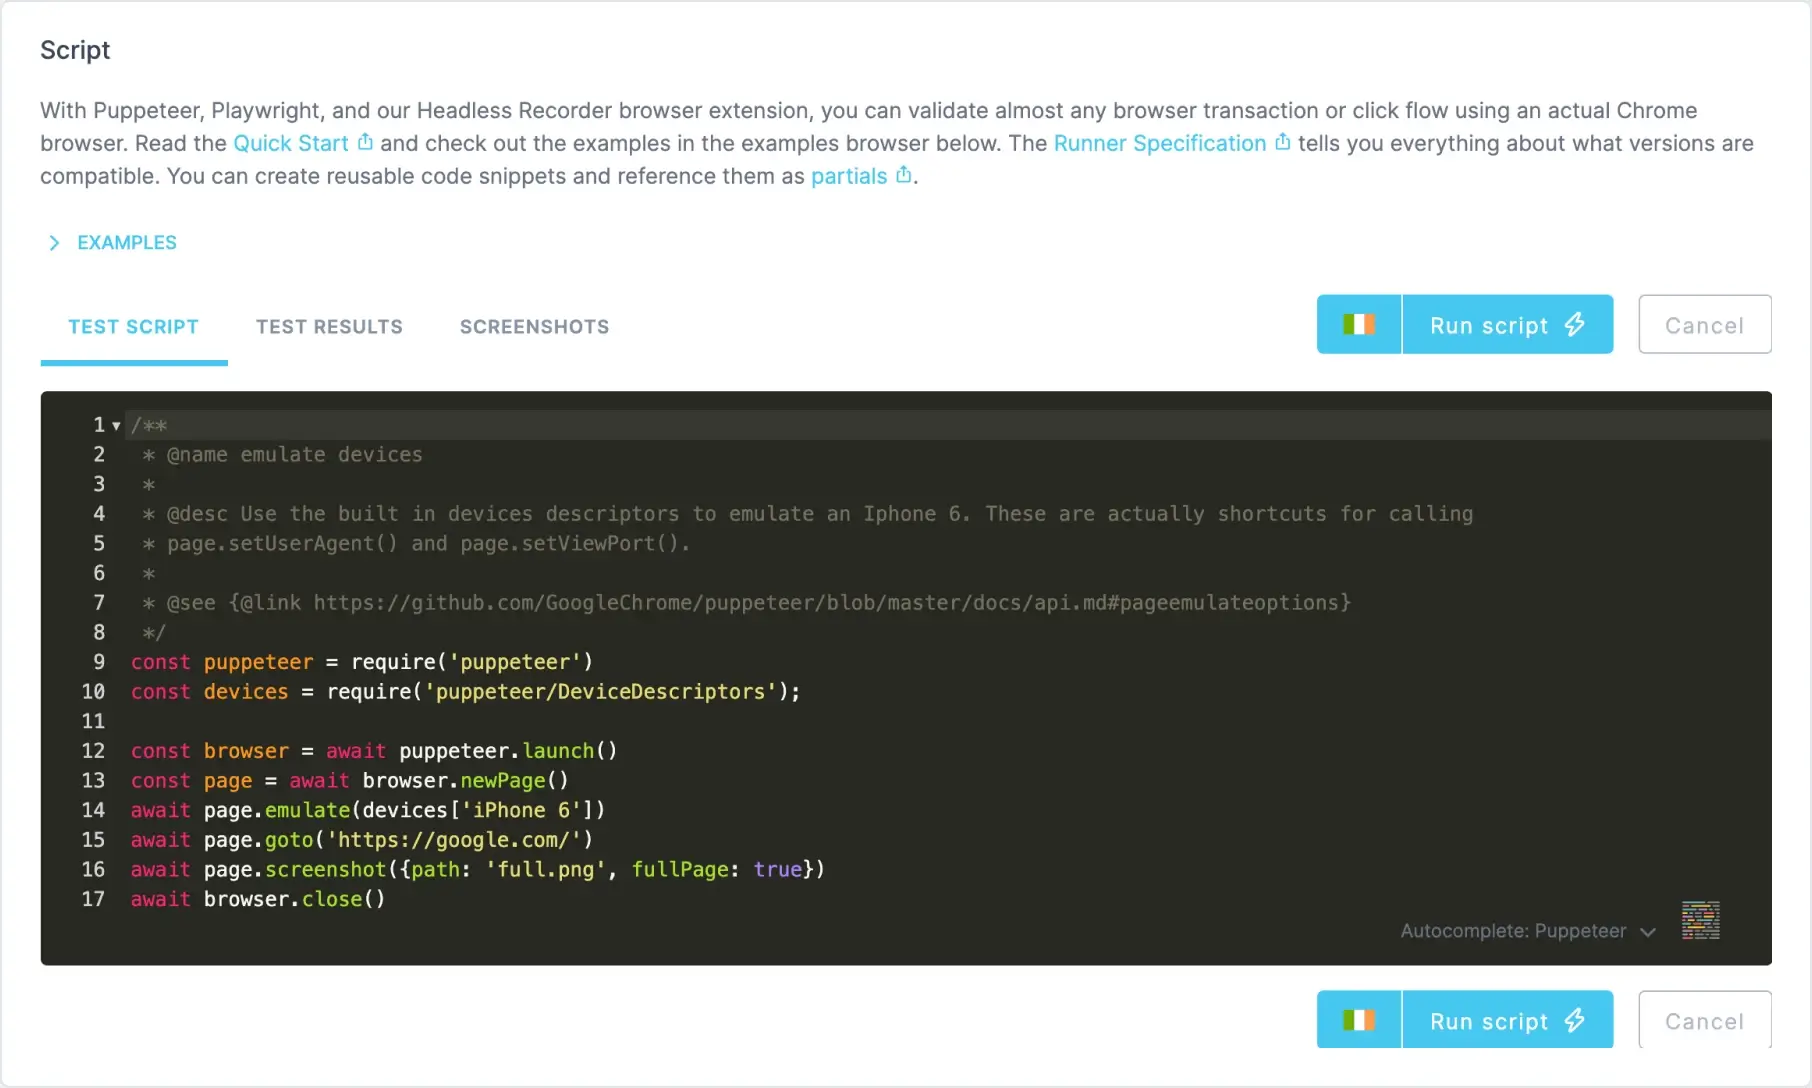 Script
With Puppeteer, Playwright, and our Headless Recorder browser extension, you can validate almost any browser transaction or click flow using an actual Chrome
browser. Read the Quick Start and check out the examples in the examples browser below. The Runner Specification tells you everything about what versions are
compatible. You can create reusable code snippets and reference them as partials.
EXAMPLES
TEST SCRIPT TEST RESULTS SCREENSHOTS Run script Cancel
1 /**
2 * @name emulate devices
3 *
4 * @desc Use the built in devices descriptors to emulate an Iphone 6. These are actually shortcuts for calling
5 * page.setUserAgent() and page.setViewPort().
6 *
7 * @see {@link https://github.com/GoogleChrome/puppeteer/blob/master/docs/api.md#pageemulateoptions}
8 */
9 const puppeteer = require('puppeteer')
10 const devices = require('puppeteer/DeviceDescriptors');
11
12 const browser = await puppeteer.launch()
13 const page = await browser.newPage()
14 await page.emulate(devices['iPhone 6'])
15 await page.goto('https://google.com/')
16 await page.screenshot({path: 'full.png', fullPage: true})
17 await browser.close()
Autocomplete: Puppeteer
Run script Cancel